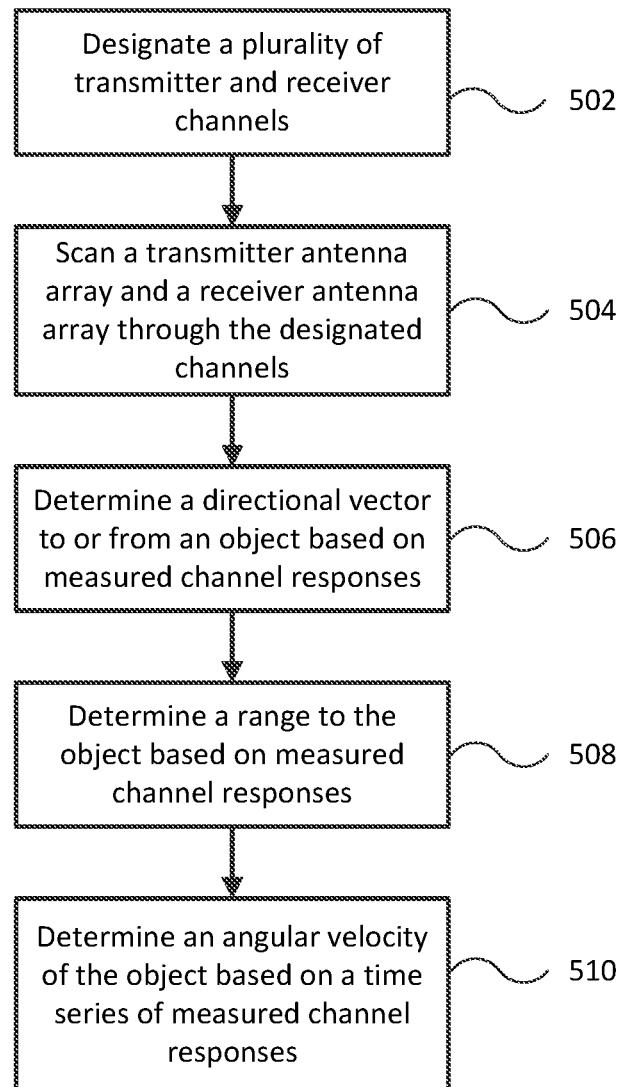 Designate a plurality of
transmitter and receiver
channels
502
Scan a transmitter antenna
array and a receiver antenna
array through the designated
channels
504
Determine a directional vector
to or from an object based on
measured channel responses
506
Determine a range to the
object based on measured
channel responses
508
Determine an angular velocity
of the object based on a time
series of measured channel
responses
510